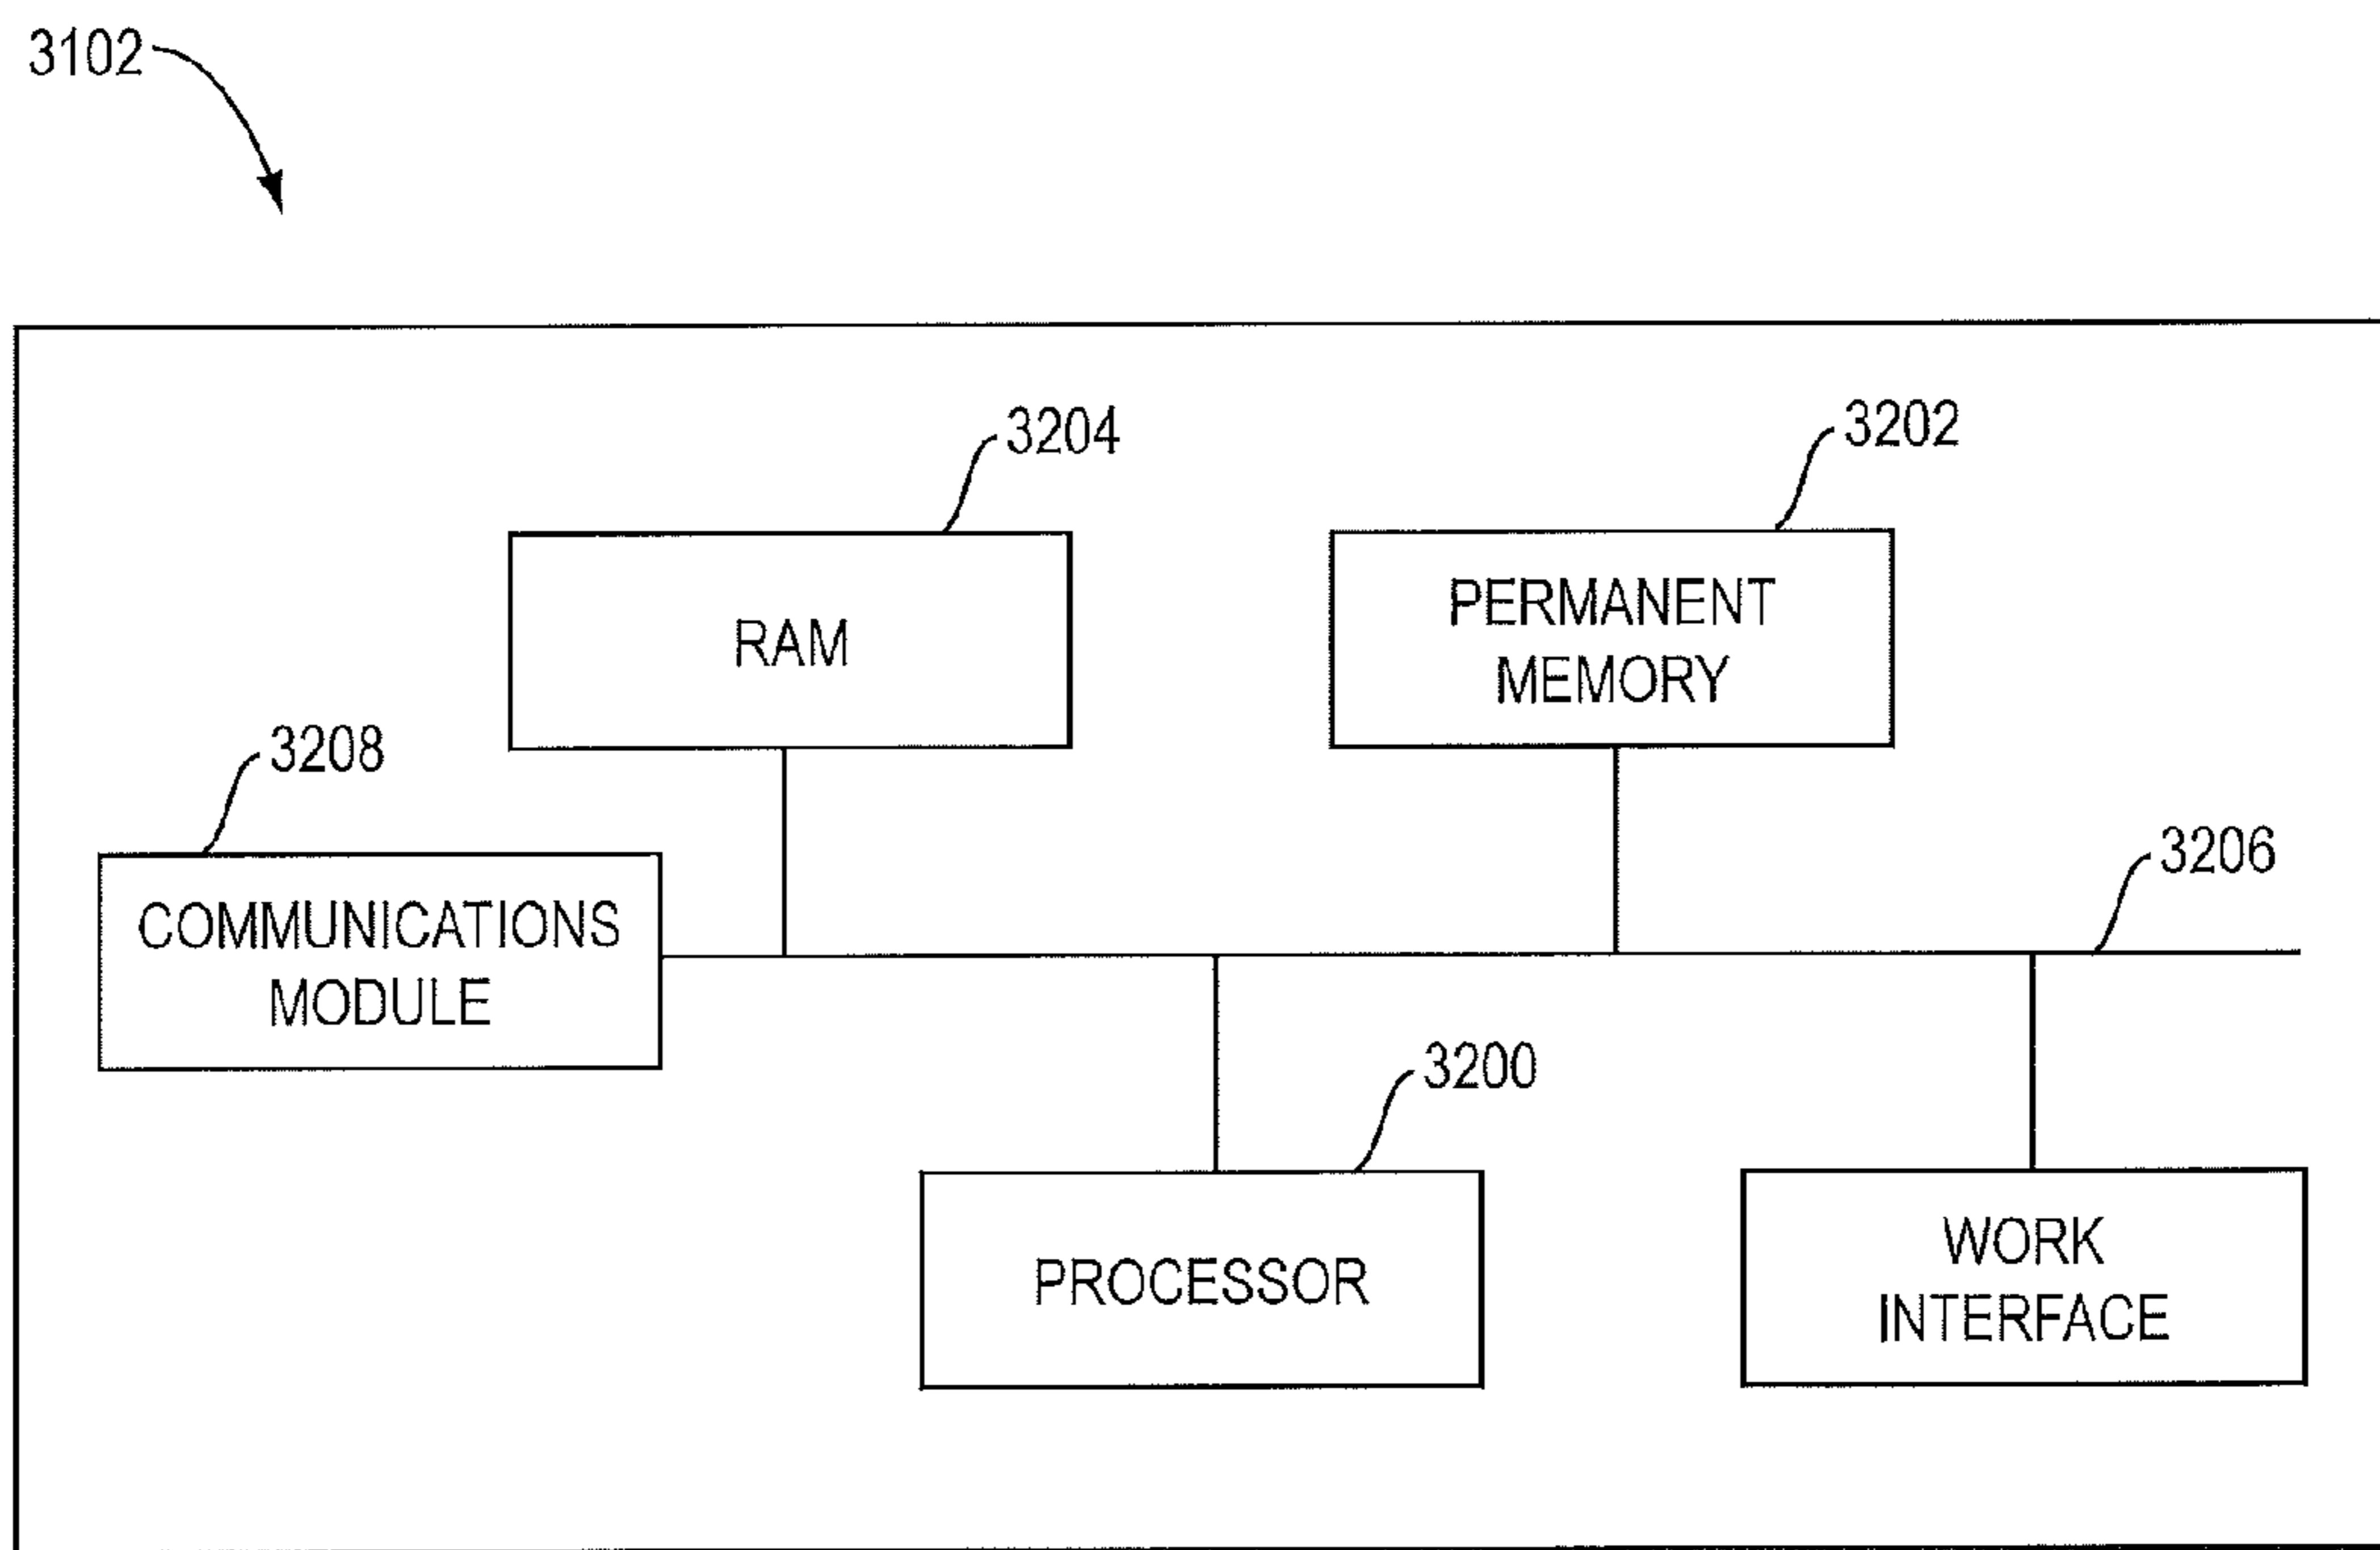 3102
3204
3202
RAM
PERMANENT
MEMORY
3208
3206
COMMUNICATIONS
MODULE
3200
PROCESSOR
WORK
INTERFACE